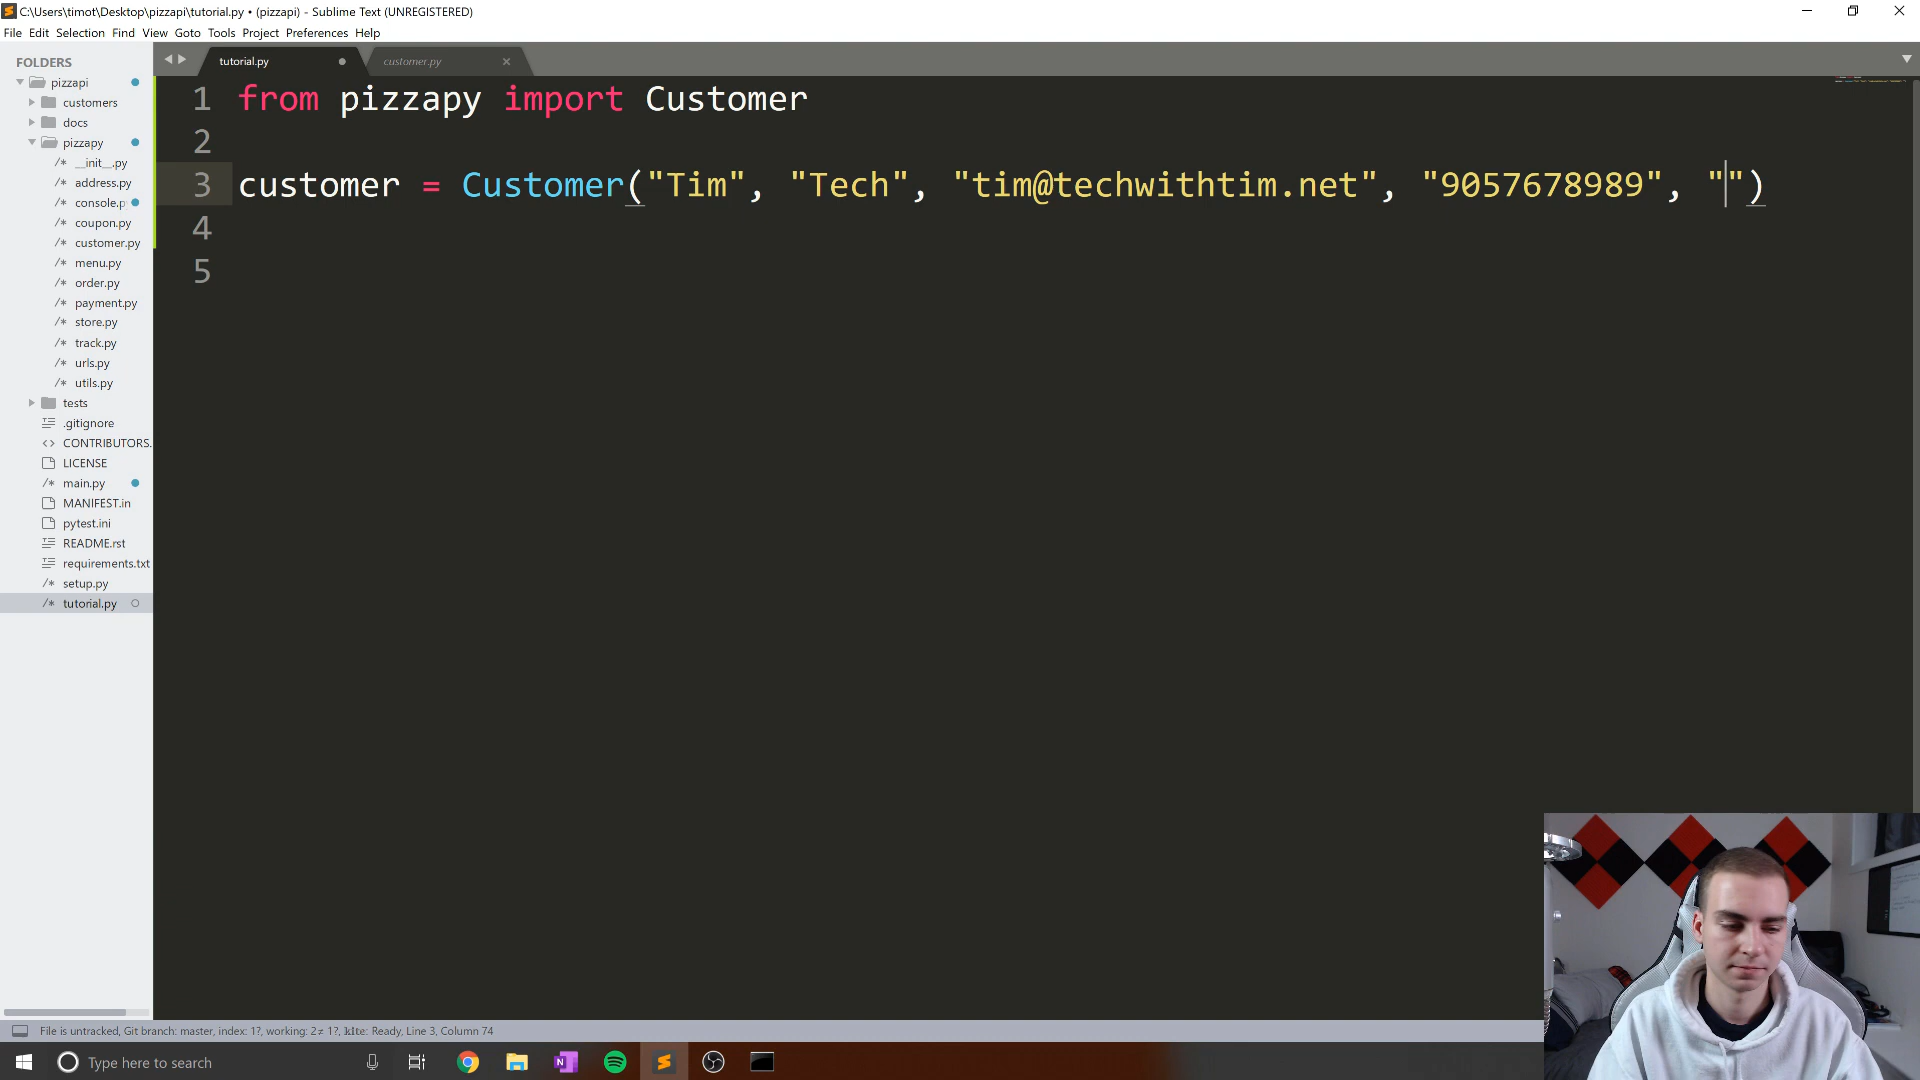 C:\Users\timot\Desktop\pizzapi\tutorial.py • (pizzapi) - Sublime Text (UNREGISTERED)
File Edit Selection Find View Goto Tools Project Preferences Help
FOLDERS
pizzapi
customers
docs
pizzapy
/* __init__.py
/* address.py
/* console.p
/* coupon.py
/* customer.py
/* menu.py
/* order.py
/* payment.py
/* store.py
/* track.py
/* urls.py
/* utils.py
tests
.gitignore
<> CONTRIBUTORS.
LICENSE
/* main.py
MANIFEST.in
pytest.ini
README.rst
requirements.txt
/* setup.py
/* tutorial.py
tutorial.py
customer.py
1 from pizzapy import Customer
2
3 customer = Customer("Tim", "Tech", "tim@techwithtim.net", "9057678989", "")
4
5
File is untracked, Git branch: master, index: 1?, working: 2≠ 1?, kite: Ready, Line 3, Column 74
Type here to search